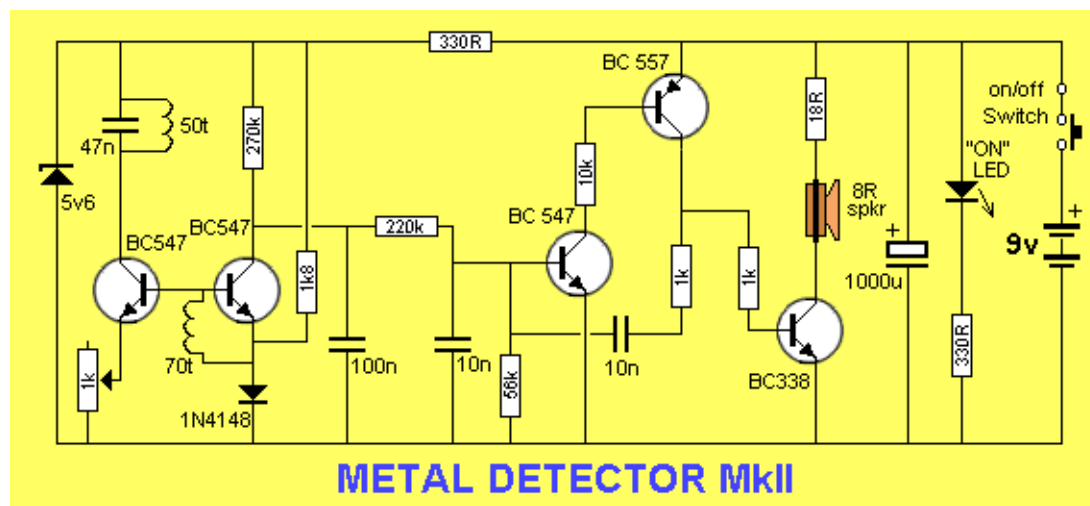 330R
BC 557
on/off
Switch
50t
47n
270k
18R
"ON"
LED
10k
5v6
8R
spkr
BC547
BC547
220k
BC 547
+
+
9v
1k8
1k
1k
1000u
70t
100n
10n
10n
330R
1k
56k
BC338
1N4148
METAL DETECTOR MkII